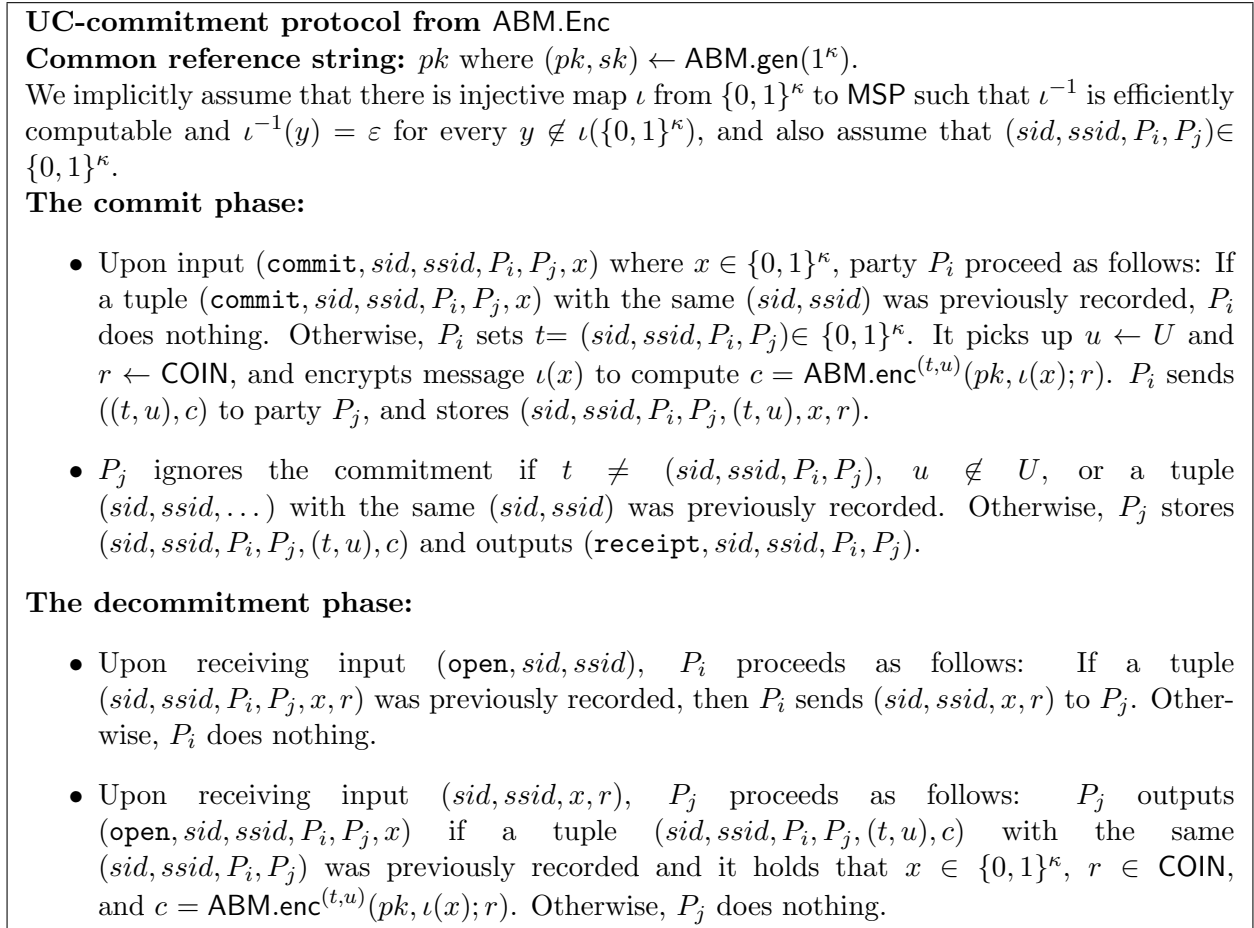 UC-commitment protocol from ABM.Enc
Common reference string: pk where (pk, sk) ← ABM.gen(1^κ).
We implicitly assume that there is injective map ι from {0, 1}^κ to MSP such that ι^−1 is efficiently
computable and ι^−1(y) = ε for every y ∉ ι({0, 1}^κ), and also assume that (sid, ssid, P_i, P_j)∈
{0, 1}^κ.
The commit phase:
• Upon input (commit, sid, ssid, P_i, P_j, x) where x ∈ {0, 1}^κ, party P_i proceed as follows: If
a tuple (commit, sid, ssid, P_i, P_j, x) with the same (sid, ssid) was previously recorded, P_i
does nothing. Otherwise, P_i sets t= (sid, ssid, P_i, P_j)∈ {0, 1}^κ. It picks up u ← U and
r ← COIN, and encrypts message ι(x) to compute c = ABM.enc^(t,u)(pk, ι(x); r). P_i sends
((t, u), c) to party P_j, and stores (sid, ssid, P_i, P_j, (t, u), x, r).
• P_j ignores the commitment if t ≠ (sid, ssid, P_i, P_j), u ∉ U, or a tuple
(sid, ssid, . . . ) with the same (sid, ssid) was previously recorded. Otherwise, P_j stores
(sid, ssid, P_i, P_j, (t, u), c) and outputs (receipt, sid, ssid, P_i, P_j).
The decommitment phase:
• Upon receiving input (open, sid, ssid), P_i proceeds as follows: If a tuple
(sid, ssid, P_i, P_j, x, r) was previously recorded, then P_i sends (sid, ssid, x, r) to P_j. Other-
wise, P_i does nothing.
• Upon receiving input (sid, ssid, x, r), P_j proceeds as follows: P_j outputs
(open, sid, ssid, P_i, P_j, x) if a tuple (sid, ssid, P_i, P_j, (t, u), c) with the same
(sid, ssid, P_i, P_j) was previously recorded and it holds that x ∈ {0, 1}^κ, r ∈ COIN,
and c = ABM.enc^(t,u)(pk, ι(x); r). Otherwise, P_j does nothing.